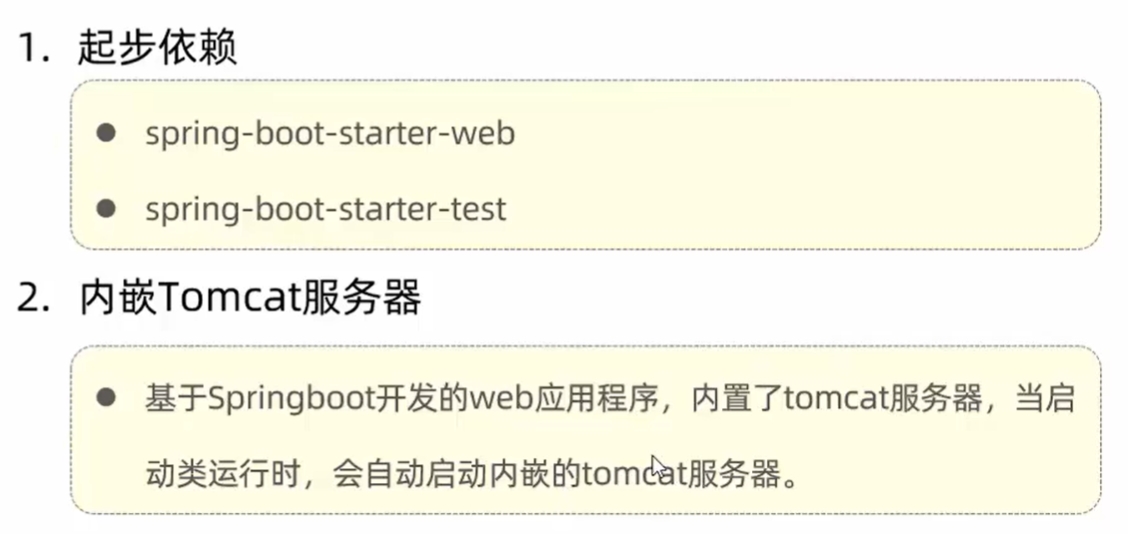 1. 起步依赖
● spring-boot-starter-web
● spring-boot-starter-test
2. 内嵌Tomcat服务器
● 基于Springboot开发的web应用程序，内置了tomcat服务器，当启
动类运行时，会自动启动内嵌的tomcat服务器。